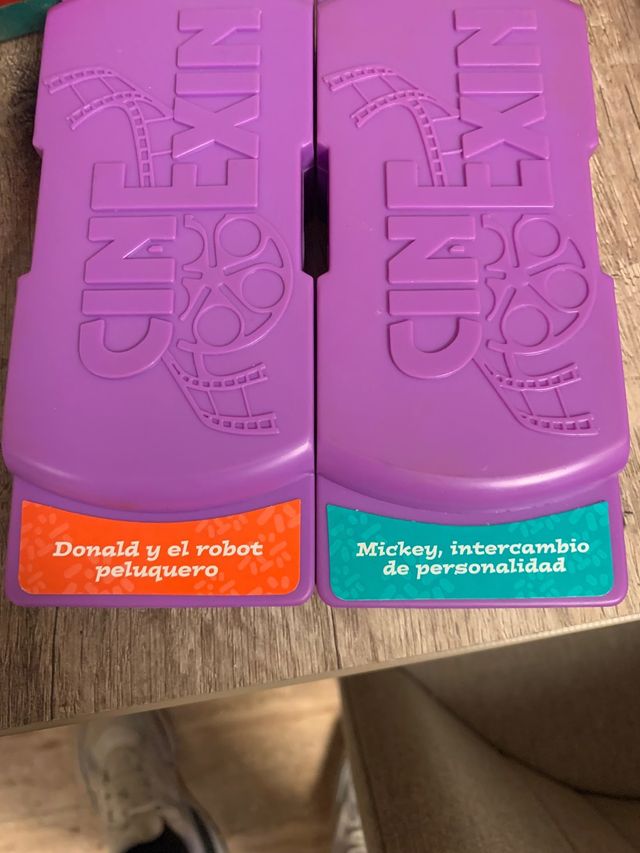 CINEXIN
CINEXIN
Donald y el robot
peluquero
Mickey, intercambio
de personalidad